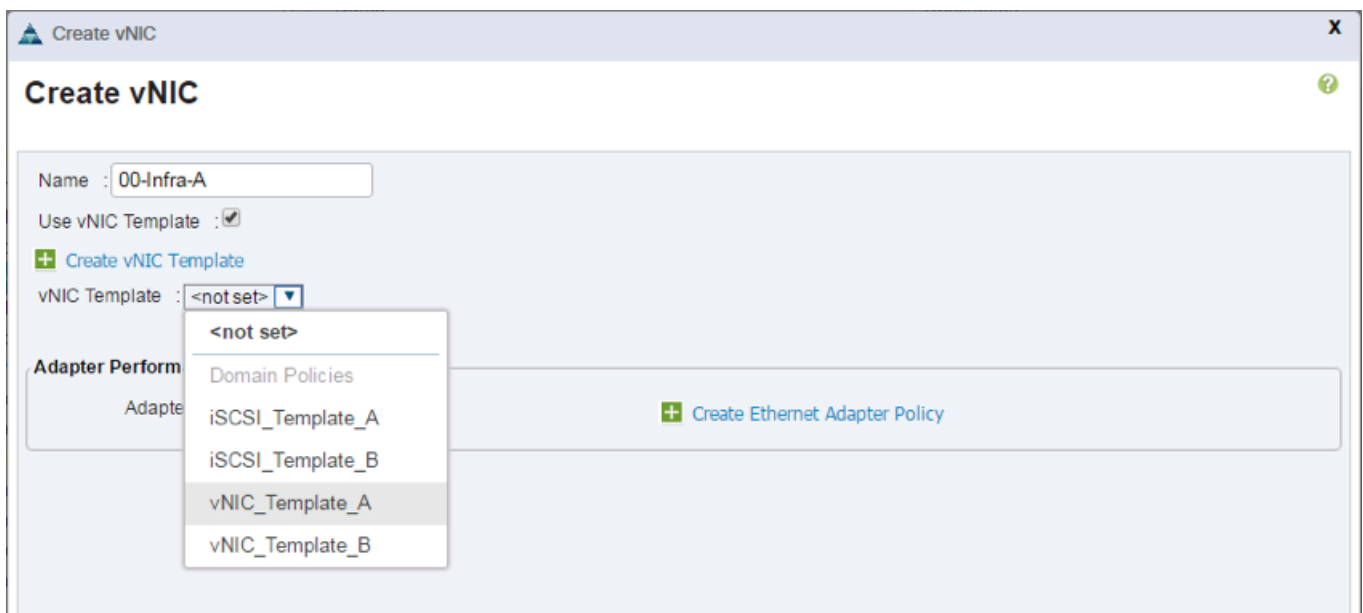 Create vNIC X
Create vNIC
Name : 00-Infra-A
Use vNIC Template :
Create vNIC Template
vNIC Template : <not set>
<not set>
Adapter Perform
Domain Policies
Adapte
iSCSI_Template_A
Create Ethernet Adapter Policy
iSCSI_Template_B
vNIC_Template_A
vNIC_Template_B